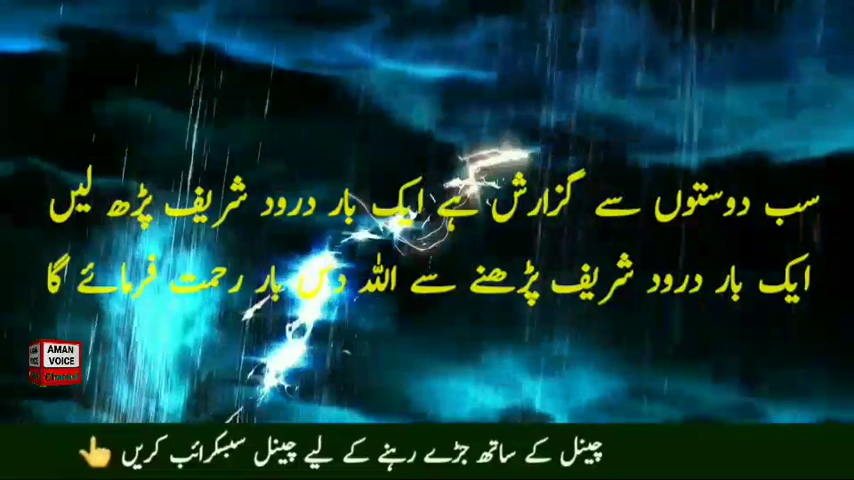 سب دوستوں سے گزارش ہے ایک بار درود شریف پڑھ لیں
ایک بار درود شریف پڑھنے سے اللہ دس بار رحمت فرمائے گا
AMAN
VOICE
چینل کے ساتھ جڑے رہنے کے لیے چینل سبسکرائب کریں 👆